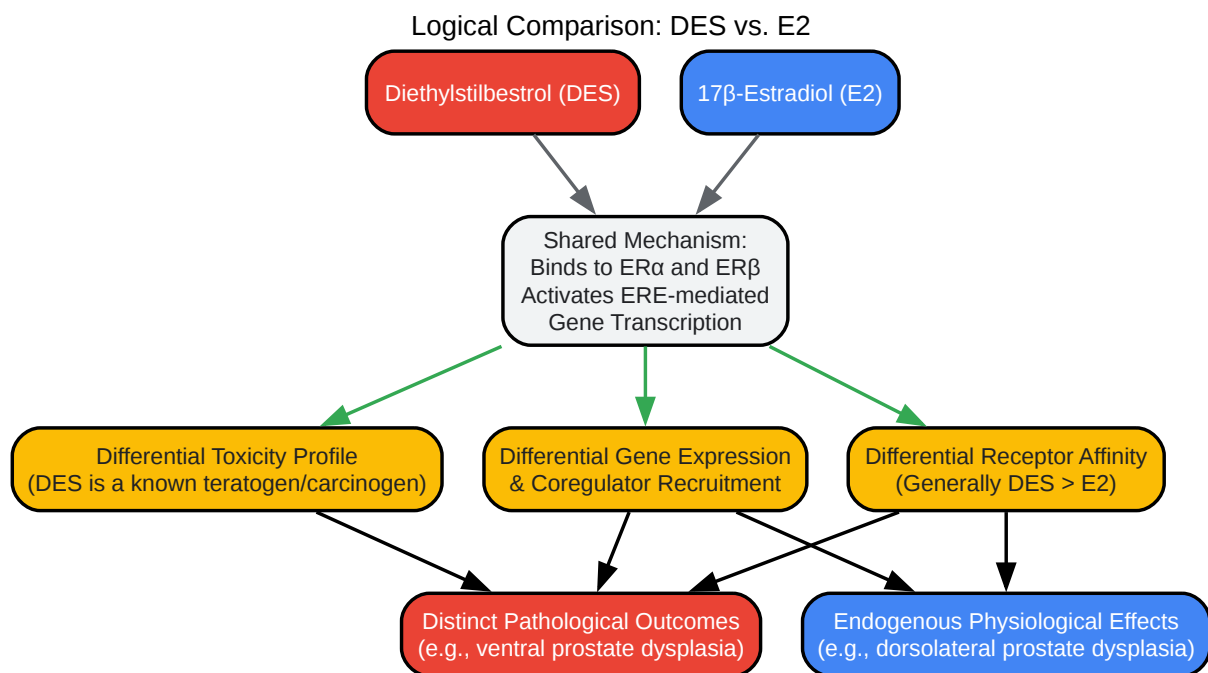 Logical Comparison: DES vs. E2
Diethylstilbestrol (DES)
17β-Estradiol (E2)
Shared Mechanism:
Binds to ERα and ERβ
Activates ERE-mediated
Gene Transcription
Differential Toxicity Profile
(DES is a known teratogen/carcinogen)
Differential Gene Expression
& Coregulator Recruitment
Differential Receptor Affinity
(Generally DES > E2)
Distinct Pathological Outcomes
(e.g., ventral prostate dysplasia)
Endogenous Physiological Effects
(e.g., dorsolateral prostate dysplasia)